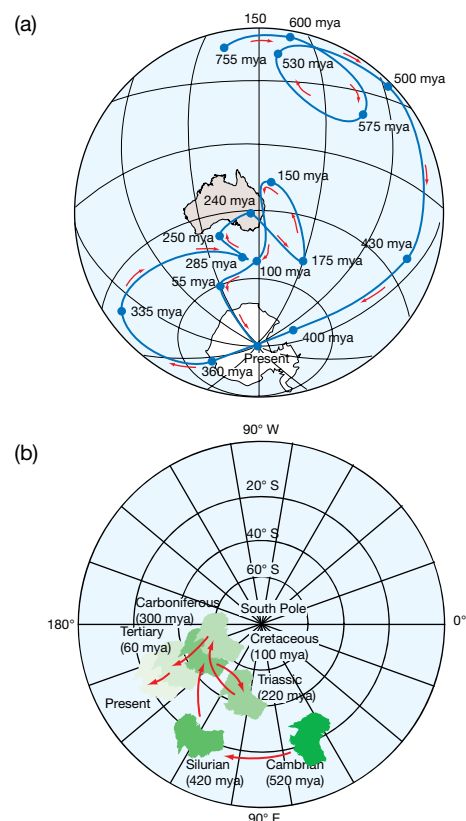 (a)
150
600 mya
755 mya
530 mya
500 mya
575 mya
150 mya
240 mya
250 mya
430 mya
285 mya
100 mya
175 mya
55 mya
335 mya
400 mya
Present
360 mya
(b)
90° W
20° S
40° S
60° S
Carboniferous
(300 mya)
South Pole
180°
0°
Tertiary
(60 mya)
Cretaceous
(100 mya)
Triassic
(220 mya)
Present
Silurian
(420 mya)
Cambrian
(520 mya)
90° E